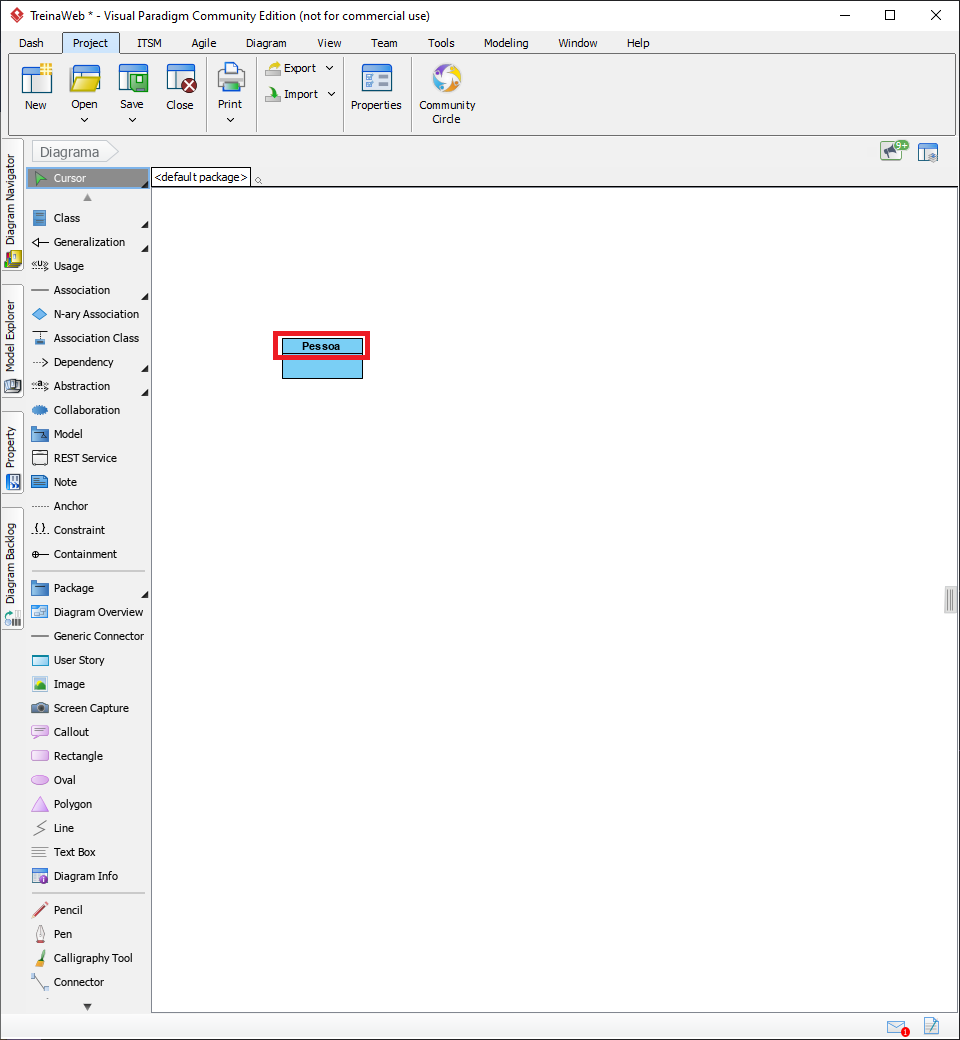 TreinaWeb * - Visual Paradigm Community Edition (not for commercial use)
Dash Project ITSM Agile Diagram View Team Tools Modeling Window Help
New Open Save Close Print Export Import Properties Community Circle
Diagrama
9+
Diagram Navigator
Model Explorer
Property
Diagram Backlog
Cursor
<default package>
Class
Generalization
«U» Usage
Association
N-ary Association
Association Class
Dependency
«a» Abstraction
Collaboration
Model
REST Service
Note
Anchor
{.} Constraint
Containment
Package
Diagram Overview
Generic Connector
User Story
Image
Screen Capture
Callout
Rectangle
Oval
Polygon
Line
Text Box
Diagram Info
Pencil
Pen
Calligraphy Tool
Connector
Pessoa
1